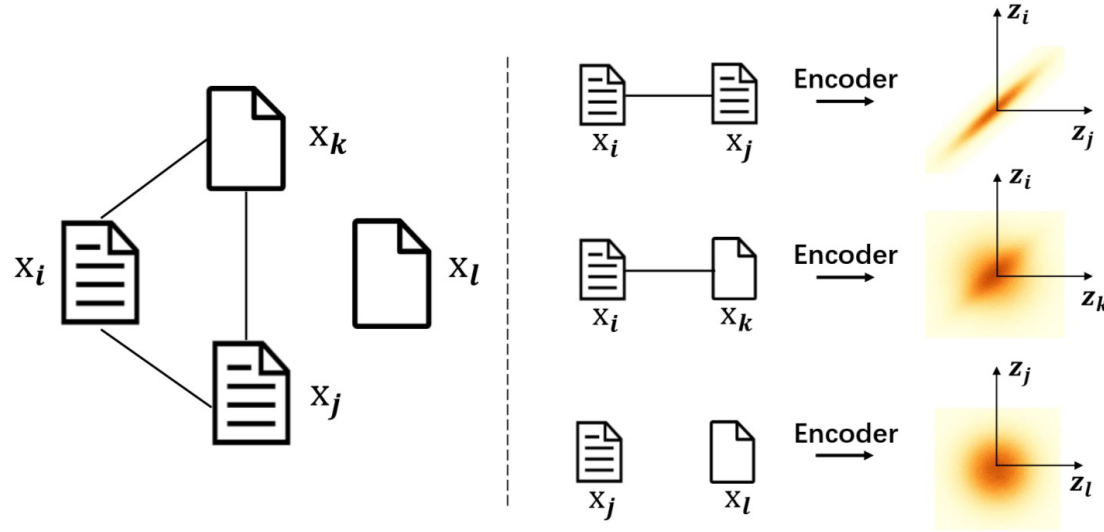 x_k
x_i
x_l
x_j
x_i
x_j
Encoder
z_i
z_j
x_i
x_k
Encoder
z_i
z_k
x_j
x_l
Encoder
z_j
z_l